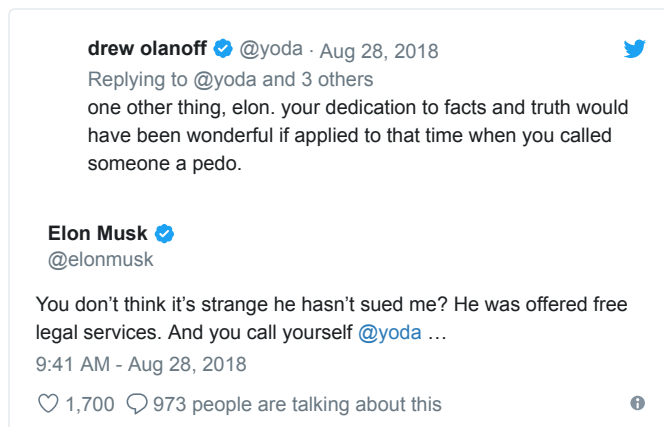 drew olanoff @yoda · Aug 28, 2018
Replying to @yoda and 3 others
one other thing, elon. your dedication to facts and truth would
have been wonderful if applied to that time when you called
someone a pedo.
Elon Musk
@elonmusk
You don’t think it’s strange he hasn’t sued me? He was offered free
legal services. And you call yourself @yoda …
9:41 AM - Aug 28, 2018
1,700 973 people are talking about this